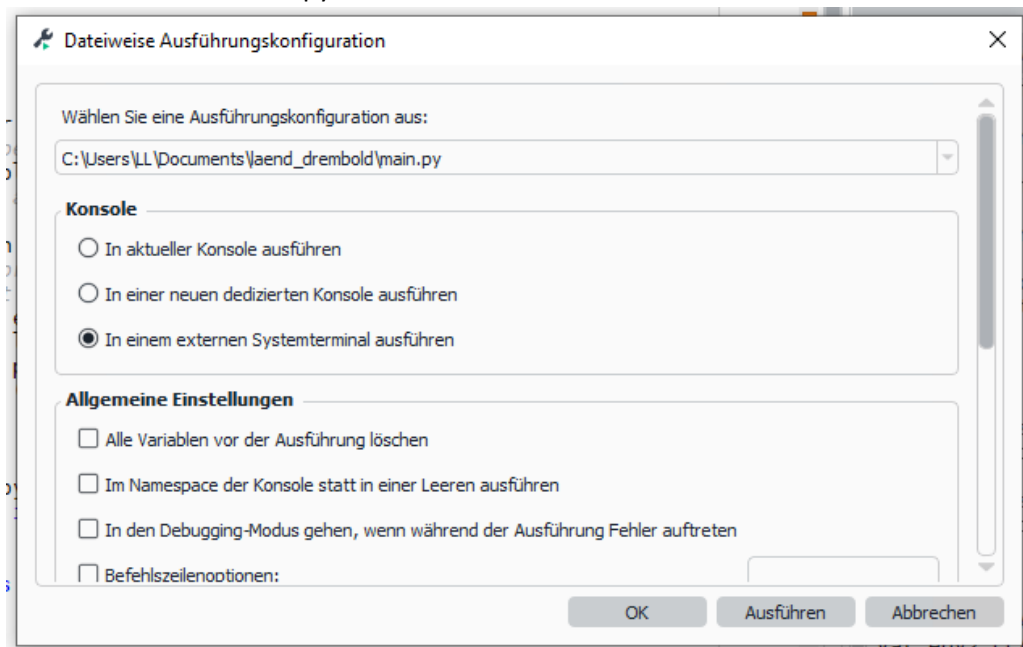 Dateiweise Ausführungskonfiguration
Wählen Sie eine Ausführungskonfiguration aus:
C:\Users\LL\Documents\laend_drembold\main.py
Konsole
In aktueller Konsole ausführen
In einer neuen dedizierten Konsole ausführen
In einem externen Systemterminal ausführen
Allgemeine Einstellungen
Alle Variablen vor der Ausführung löschen
Im Namespace der Konsole statt in einer Leeren ausführen
In den Debugging-Modus gehen, wenn während der Ausführung Fehler auftreten
Befehlszeilenoptionen:
OK Ausführen Abbrechen